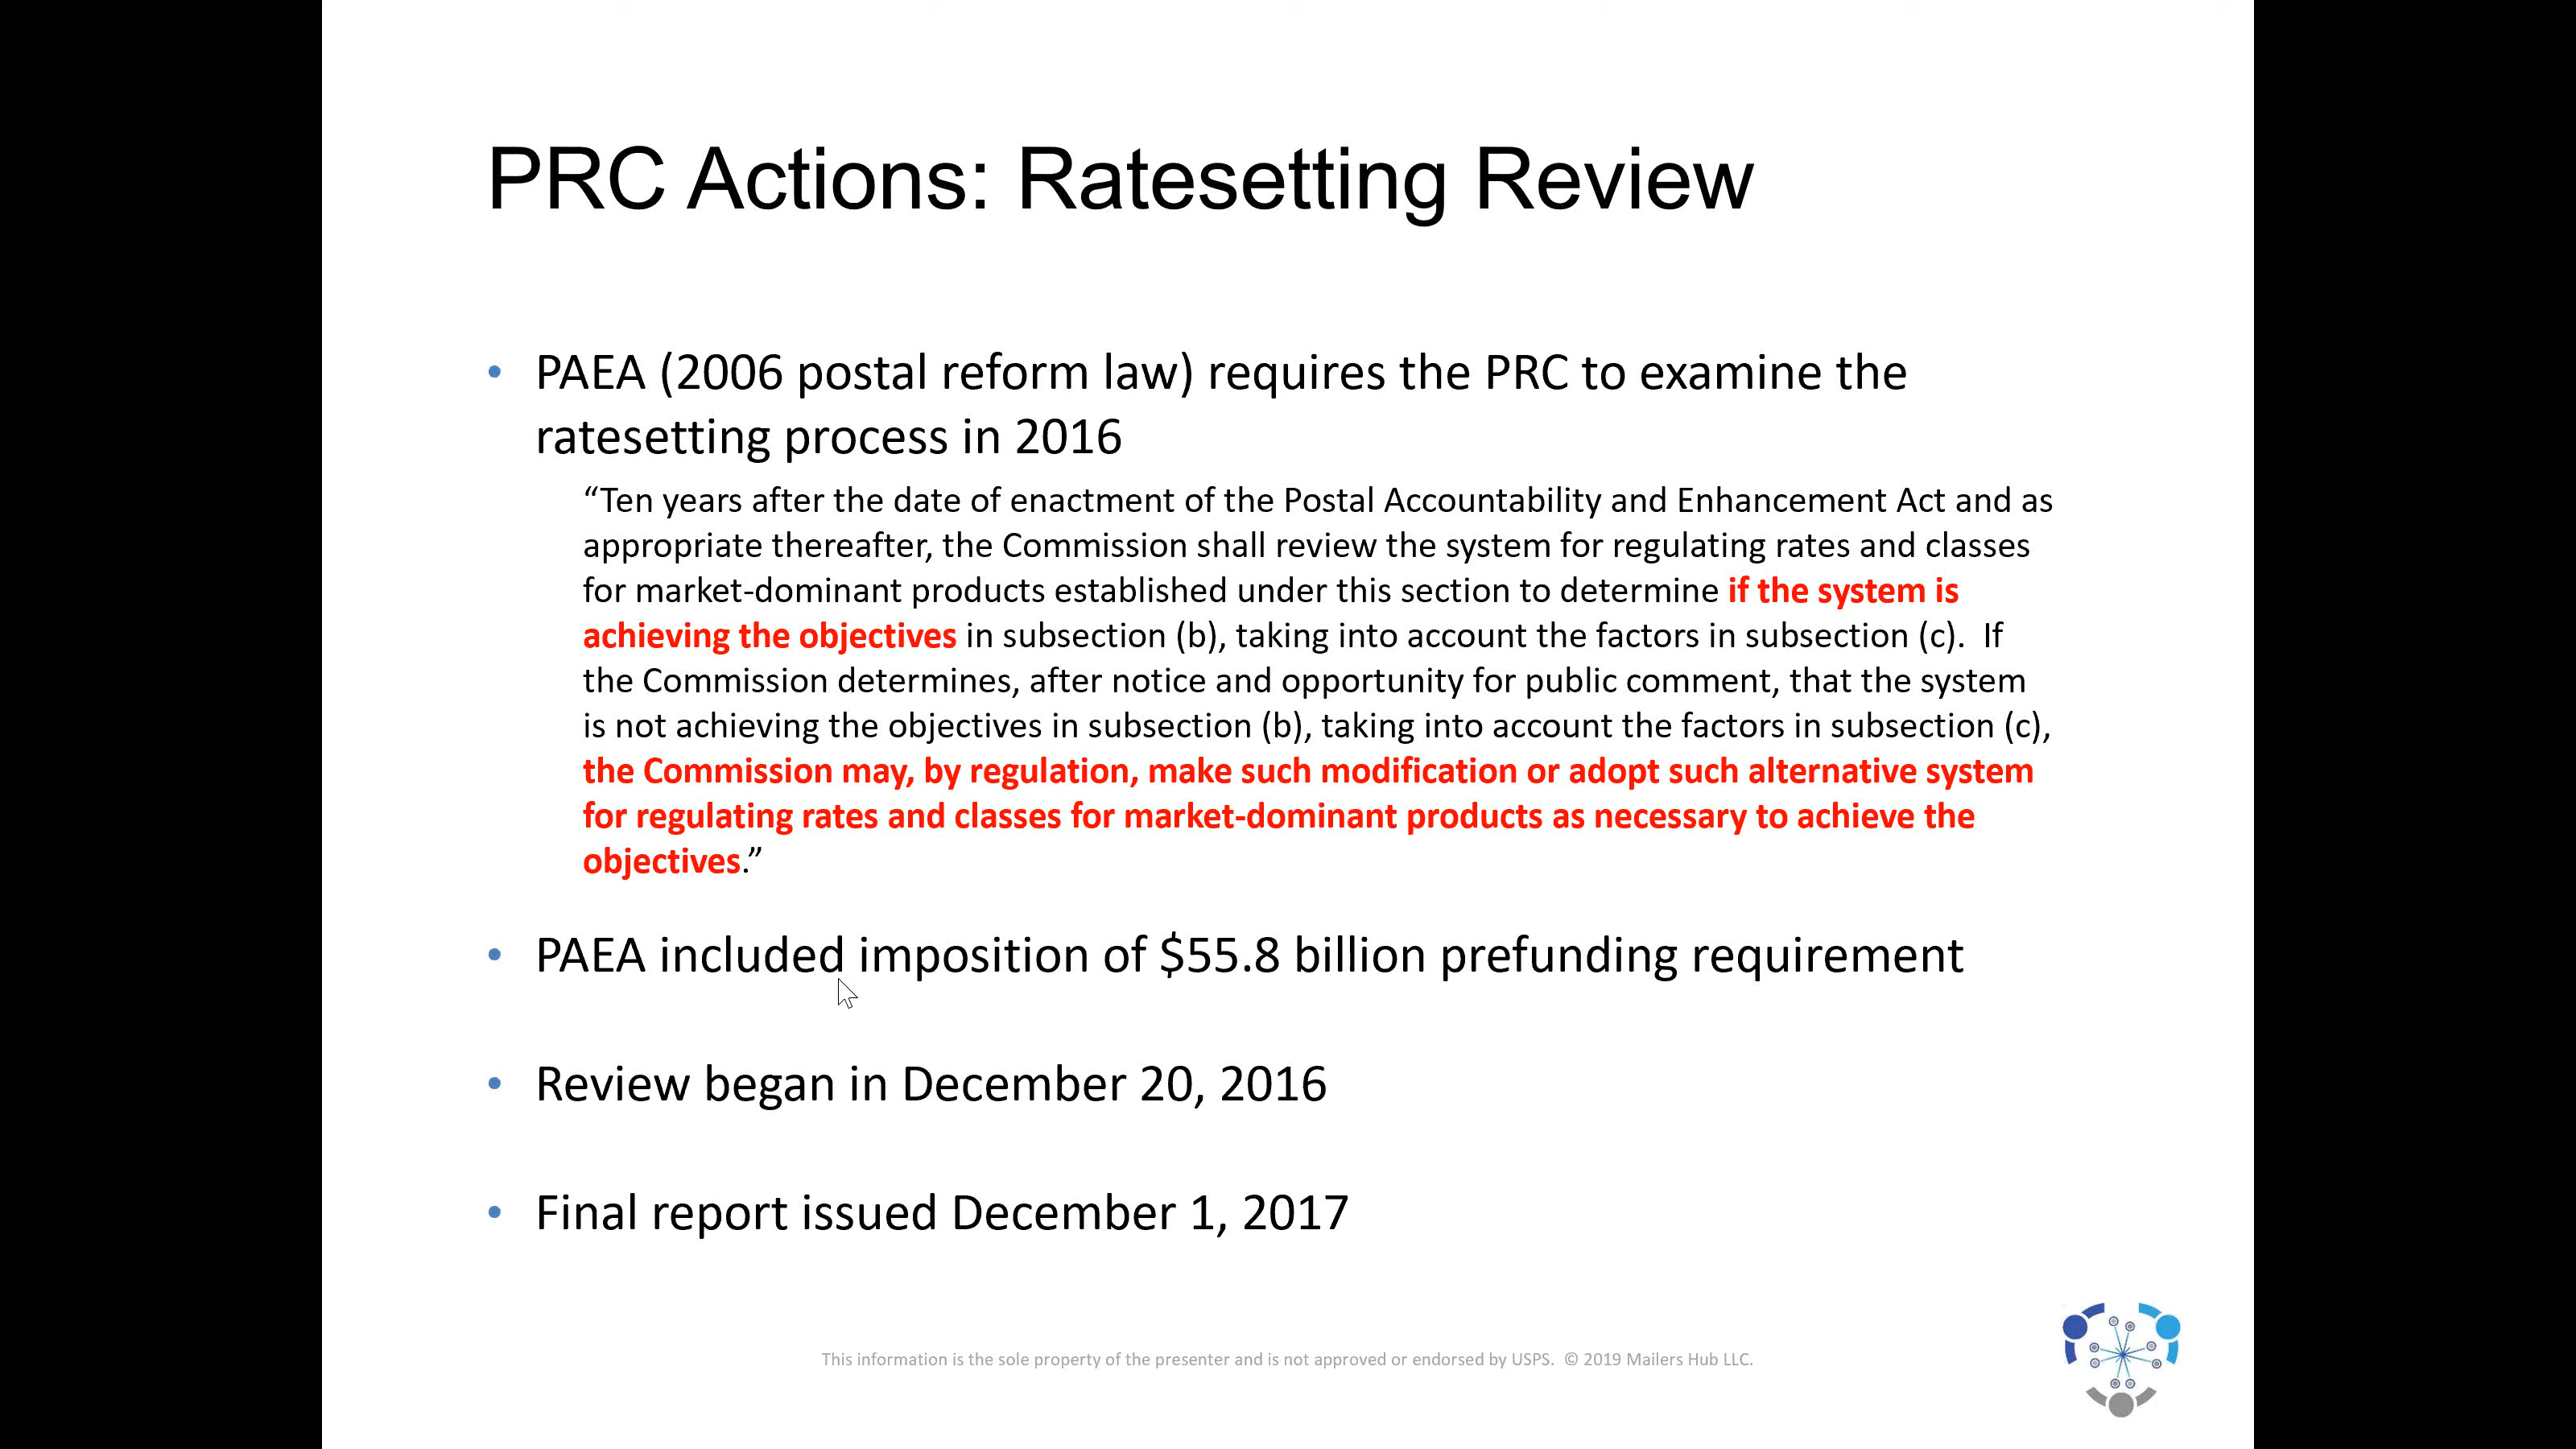 PRC Actions: Ratesetting Review
• PAEA (2006 postal reform law) requires the PRC to examine the
ratesetting process in 2016
“Ten years after the date of enactment of the Postal Accountability and Enhancement Act and as
appropriate thereafter, the Commission shall review the system for regulating rates and classes
for market-dominant products established under this section to determine if the system is
achieving the objectives in subsection (b), taking into account the factors in subsection (c).  If
the Commission determines, after notice and opportunity for public comment, that the system
is not achieving the objectives in subsection (b), taking into account the factors in subsection (c),
the Commission may, by regulation, make such modification or adopt such alternative system
for regulating rates and classes for market-dominant products as necessary to achieve the
objectives.”
• PAEA included imposition of $55.8 billion prefunding requirement
• Review began in December 20, 2016
• Final report issued December 1, 2017
This information is the sole property of the presenter and is not approved or endorsed by USPS.  © 2019 Mailers Hub LLC.